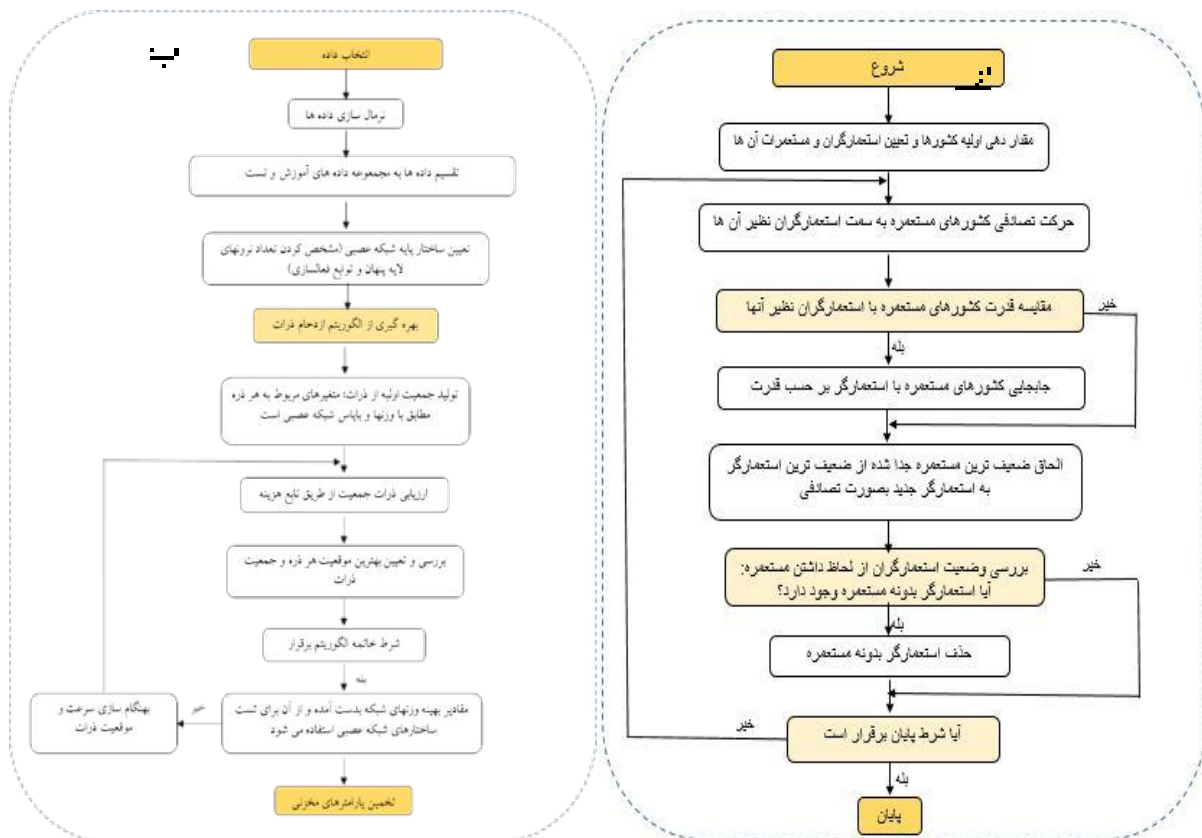 الف
شروع
مقدار دهی اولیه کشورها و تعیین استعمارگران و مستعمرات آن ها
حرکت تصادفی کشورهای مستعمره به سمت استعمارگران نظیر آن ها
مقایسه قدرت کشورهای مستعمره با استعمارگران نظیر آنها
خیر
بله
جابجایی کشورهای مستعمره با استعمارگر بر حسب قدرت
الحاق ضعیف ترین مستعمره جدا شده از ضعیف ترین استعمارگر
به استعمارگر جدید بصورت تصادفی
بررسی وضعیت استعمارگران از لحاظ داشتن مستعمره:
آیا استعمارگر بدونه مستعمره وجود دارد؟
خیر
بله
حذف استعمارگر بدونه مستعمره
آیا شرط پایان برقرار است
خیر
بله
پایان
ب
انتخاب داده
نرمال سازی داده ها
تقسیم داده ها به مجموعه داده های آموزش و تست
تعیین ساختار پایه شبکه عصبی (مشخص کردن تعداد نرونهای
لایه پنهان و توابع فعالسازی)
بهره گیری از الگوریتم ازدحام ذرات
تولید جمعیت اولیه از ذرات: متغیرهای مربوط به هر ذره
مطابق با وزنها و بایاس شبکه عصبی است
ارزیابی ذرات جمعیت از طریق تابع هزینه
بررسی و تعیین بهترین موقعیت هر ذره و جمعیت
ذرات
شرط خاتمه الگوریتم برقرار
بله
مقادیر بهینه وزنهای شبکه بدست آمده و از آن برای تست
ساختارهای شبکه عصبی استفاده می شود
خیر
بهنگام سازی سرعت و
موقعیت ذرات
تخمین پارامترهای مخزنی